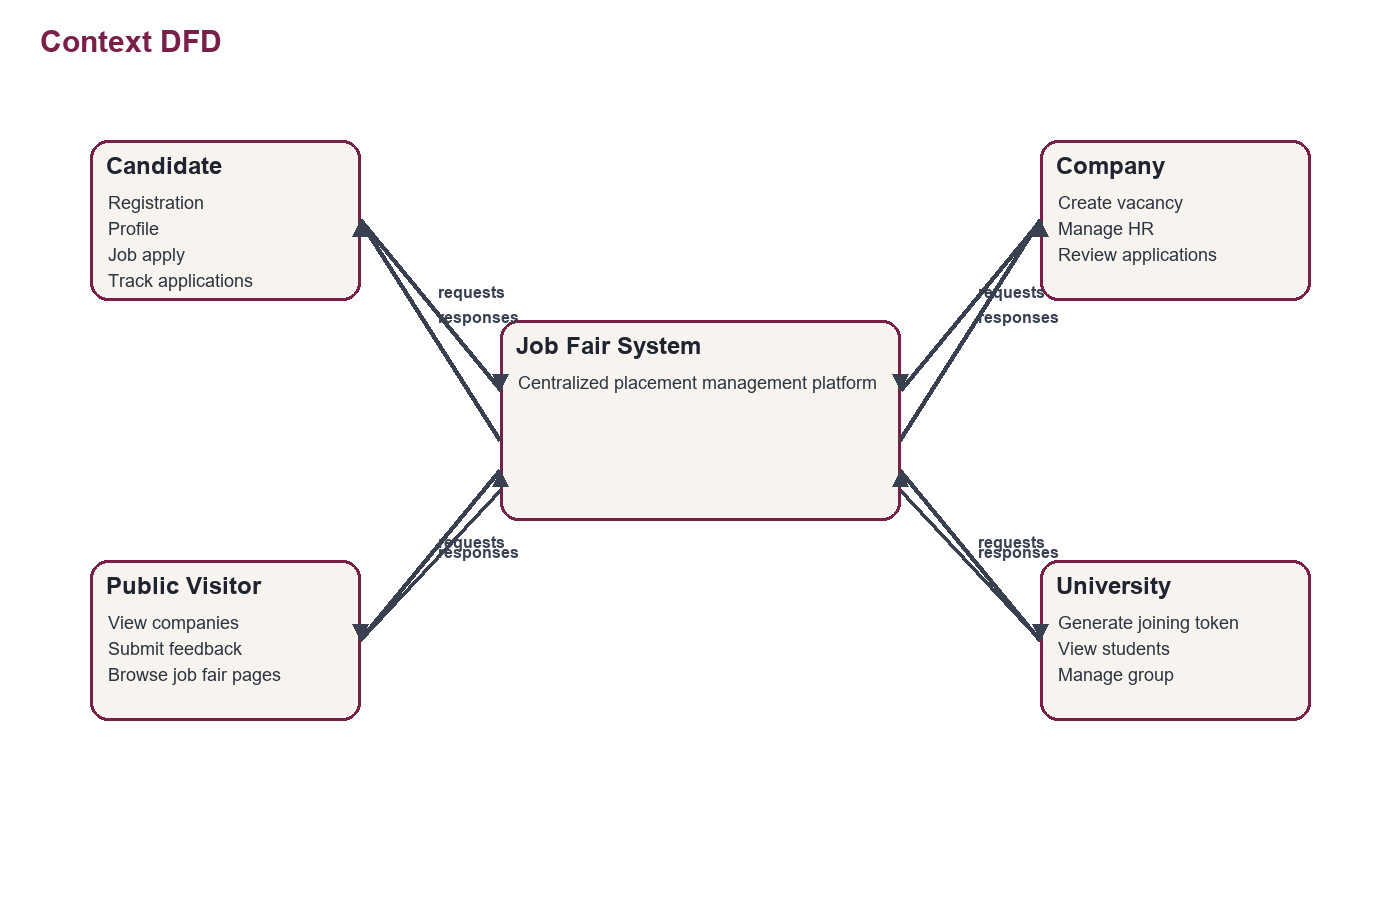 Context DFD
Candidate
Registration
Profile
Job apply
Track applications
requests
responses
Company
Create vacancy
Manage HR
Review applications
requests
responses
Job Fair System
Centralized placement management platform
Public Visitor
View companies
Submit feedback
Browse job fair pages
requests
responses
University
Generate joining token
View students
Manage group
requests
responses